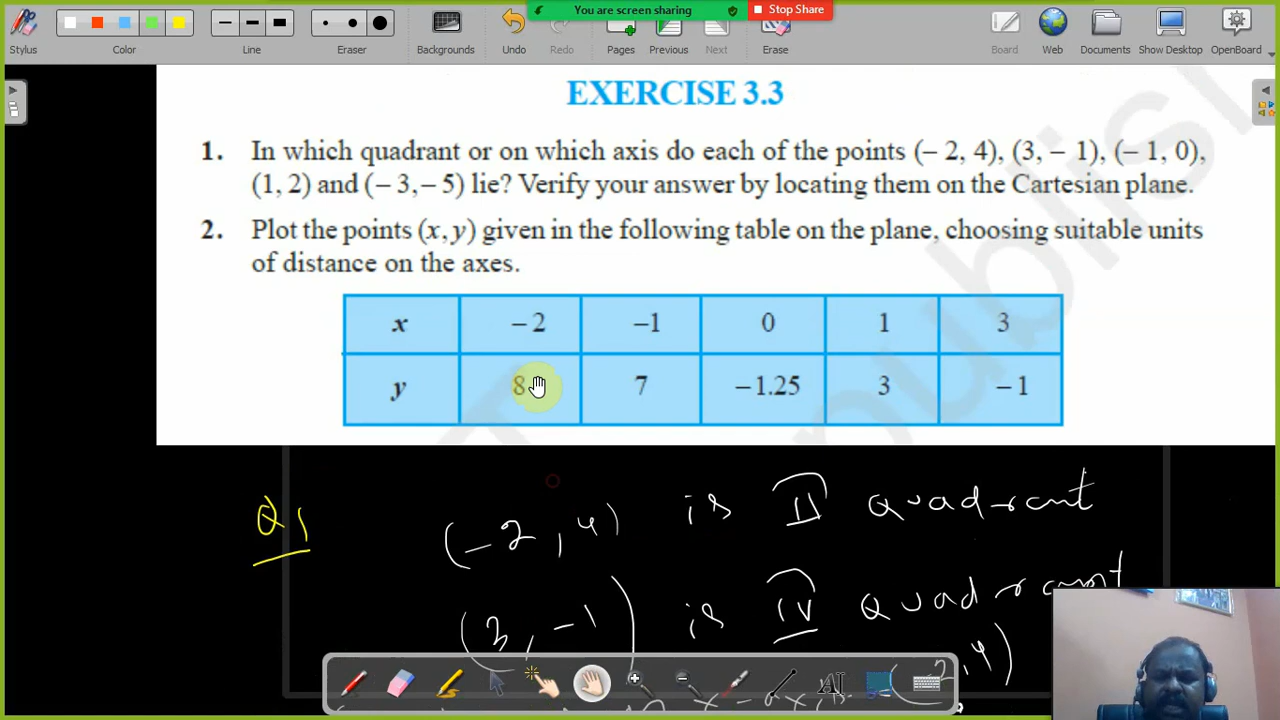 You are screen sharing Stop Share
Stylus Color Line Eraser Backgrounds Undo Redo Pages Previous Next Erase Board Web Documents Show Desktop OpenBoard
EXERCISE 3.3
1. In which quadrant or on which axis do each of the points (– 2, 4), (3, – 1), (– 1, 0),
(1, 2) and (– 3, – 5) lie? Verify your answer by locating them on the Cartesian plane.
2. Plot the points (x, y) given in the following table on the plane, choosing suitable units
of distance on the axes.
x – 2 –1 0 1 3
y 8 7 – 1.25 3 – 1
Q1 (-2, 4) is II quadrant
(3, -1) is IV quadrant